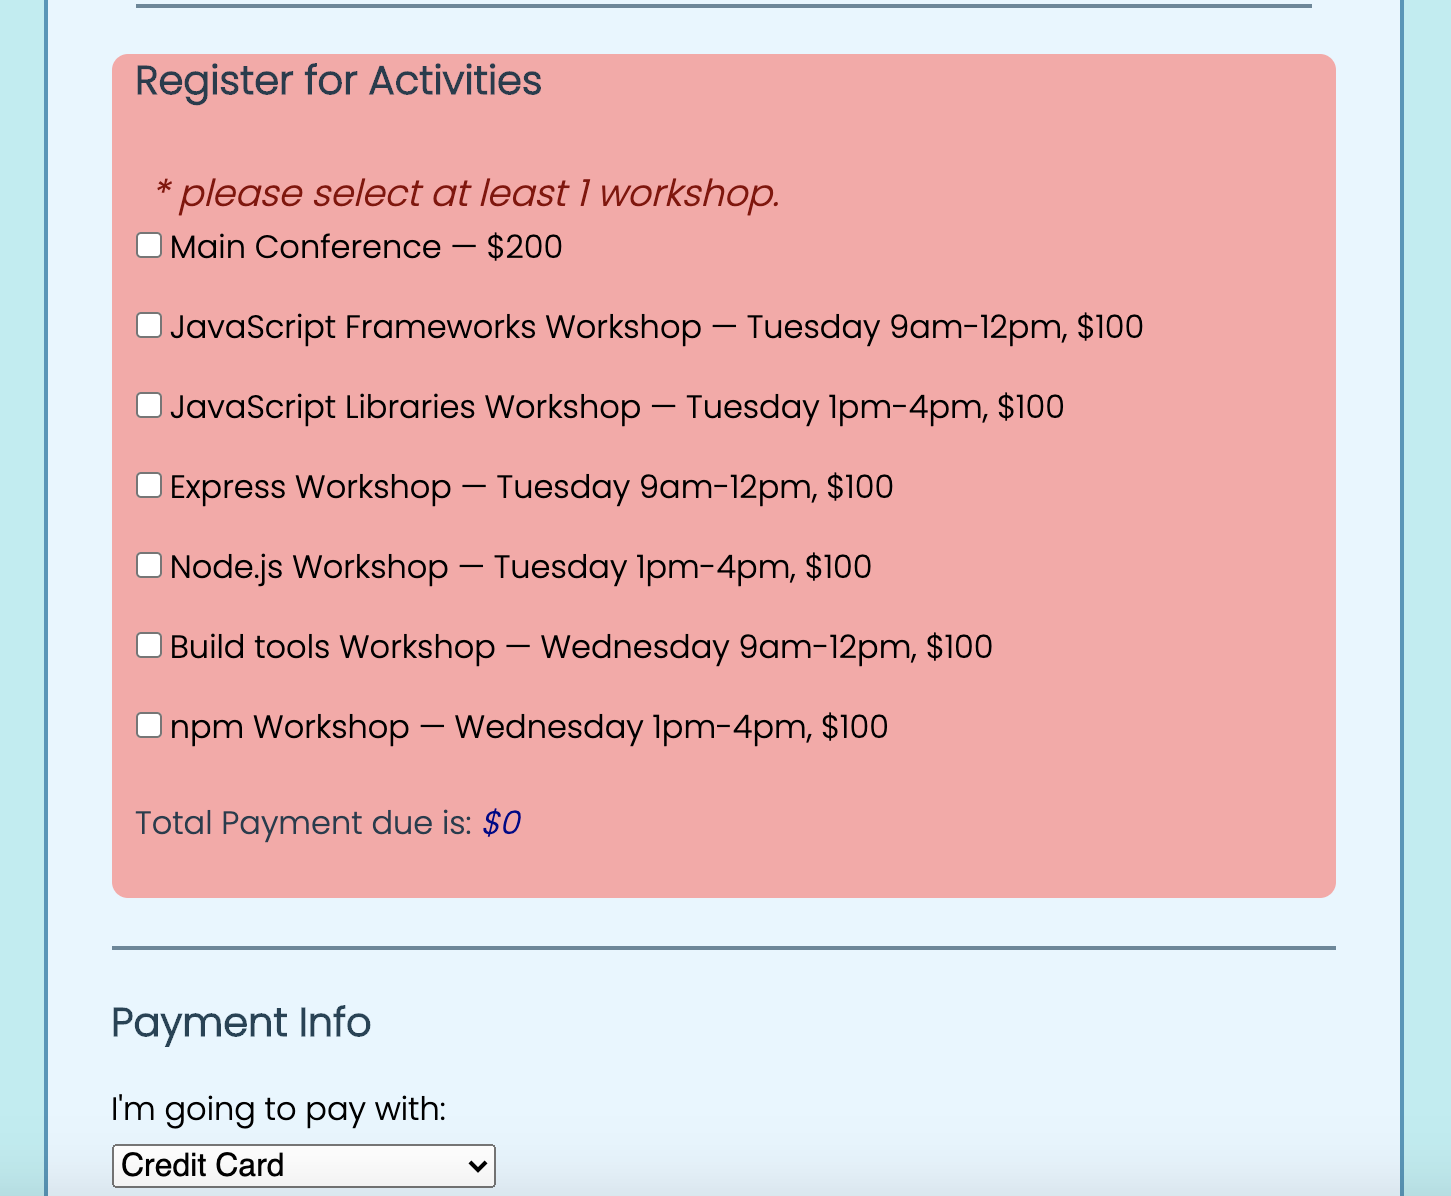 Register for Activities
* please select at least 1 workshop.
Main Conference — $200
JavaScript Frameworks Workshop — Tuesday 9am-12pm, $100
JavaScript Libraries Workshop — Tuesday 1pm-4pm, $100
Express Workshop — Tuesday 9am-12pm, $100
Node.js Workshop — Tuesday 1pm-4pm, $100
Build tools Workshop — Wednesday 9am-12pm, $100
npm Workshop — Wednesday 1pm-4pm, $100
Total Payment due is: $0
Payment Info
I'm going to pay with:
Credit Card